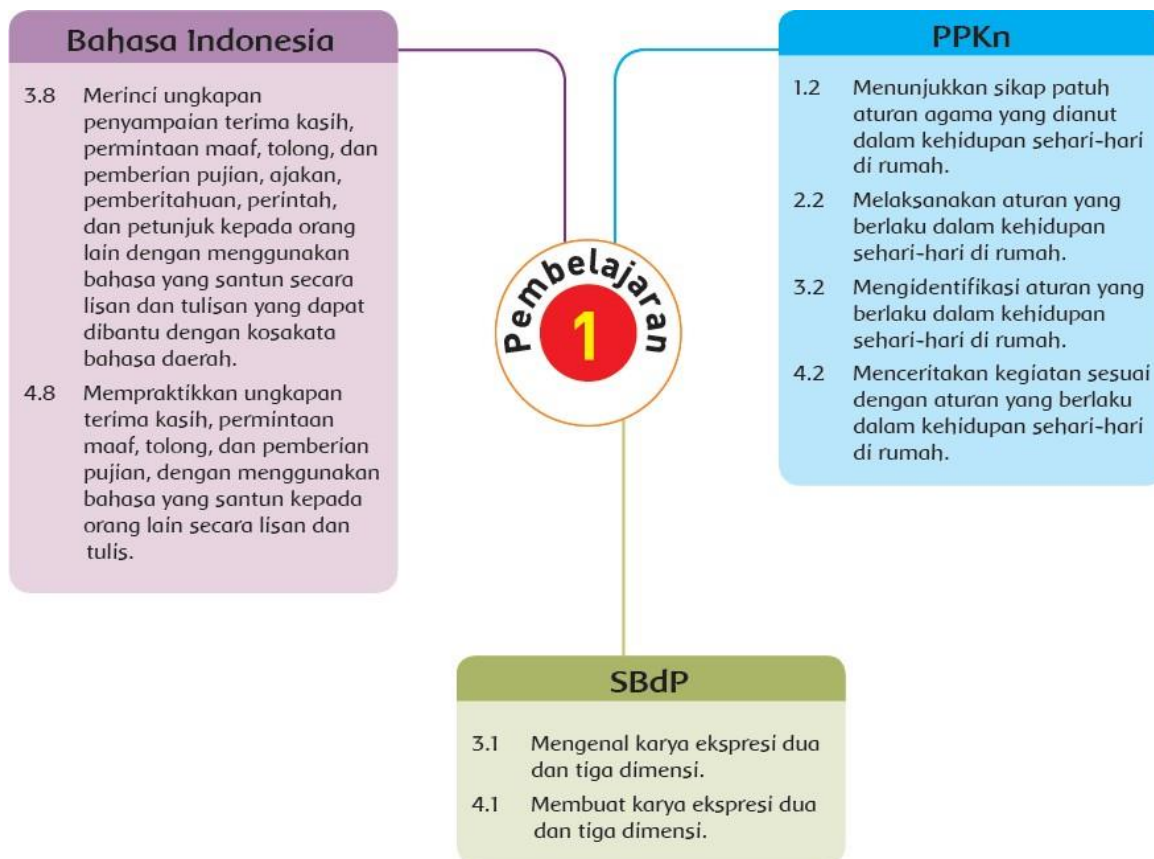 Bahasa Indonesia
3.8 Merinci ungkapan
penyampaian terima kasih,
permintaan maaf, tolong, dan
pemberian pujian, ajakan,
pemberitahuan, perintah,
dan petunjuk kepada orang
lain dengan menggunakan
bahasa yang santun secara
lisan dan tulisan yang dapat
dibantu dengan kosakata
bahasa daerah.
4.8 Mempraktikkan ungkapan
terima kasih, permintaan
maaf, tolong, dan pemberian
pujian, dengan menggunakan
bahasa yang santun kepada
orang lain secara lisan dan
tulis.
PPKn
1.2 Menunjukkan sikap patuh
aturan agama yang dianut
dalam kehidupan sehari-hari
di rumah.
2.2 Melaksanakan aturan yang
berlaku dalam kehidupan
sehari-hari di rumah.
3.2 Mengidentifikasi aturan yang
berlaku dalam kehidupan
sehari-hari di rumah.
4.2 Menceritakan kegiatan sesuai
dengan aturan yang berlaku
dalam kehidupan sehari-hari
di rumah.
Pembelajaran
1
SBdP
3.1 Mengenal karya ekspresi dua
dan tiga dimensi.
4.1 Membuat karya ekspresi dua
dan tiga dimensi.